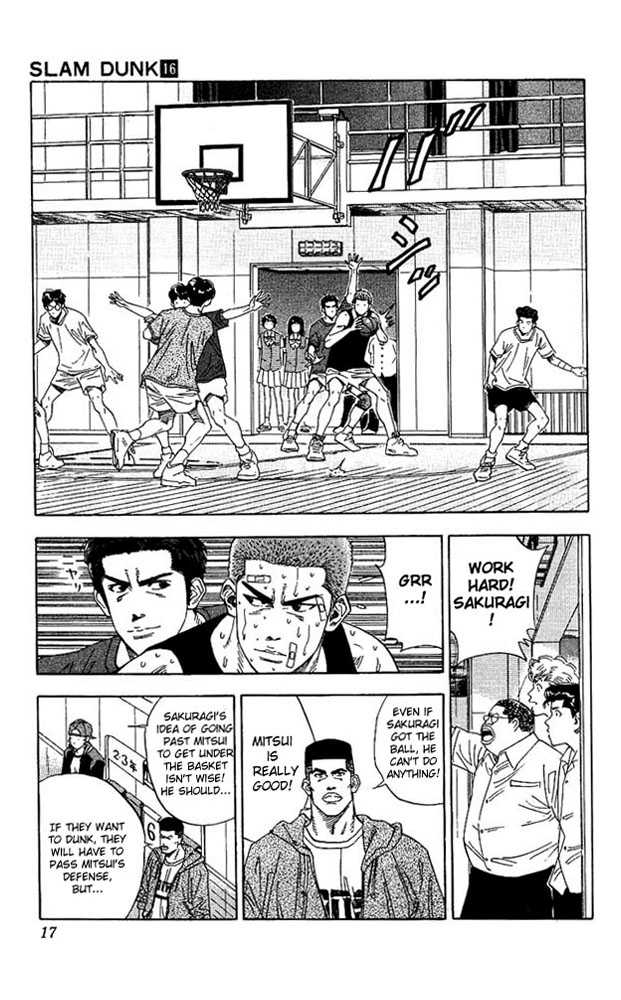 SLAM DUNK 16
WORK
HARD!
SAKURAGI
!
GRR
...!
EVEN IF
SAKURAGI
GOT THE
BALL, HE
CAN'T DO
ANYTHING!
MITSUI
IS
REALLY
GOOD!
SAKURAGI'S
IDEA OF GOING
PAST MITSUI
TO GET UNDER
THE BASKET
ISN'T WISE!
HE SHOULD...
6
IF THEY WANT
TO DUNK, THEY
WILL HAVE TO
PASS MITSUI'S
DEFENSE,
BUT...
17